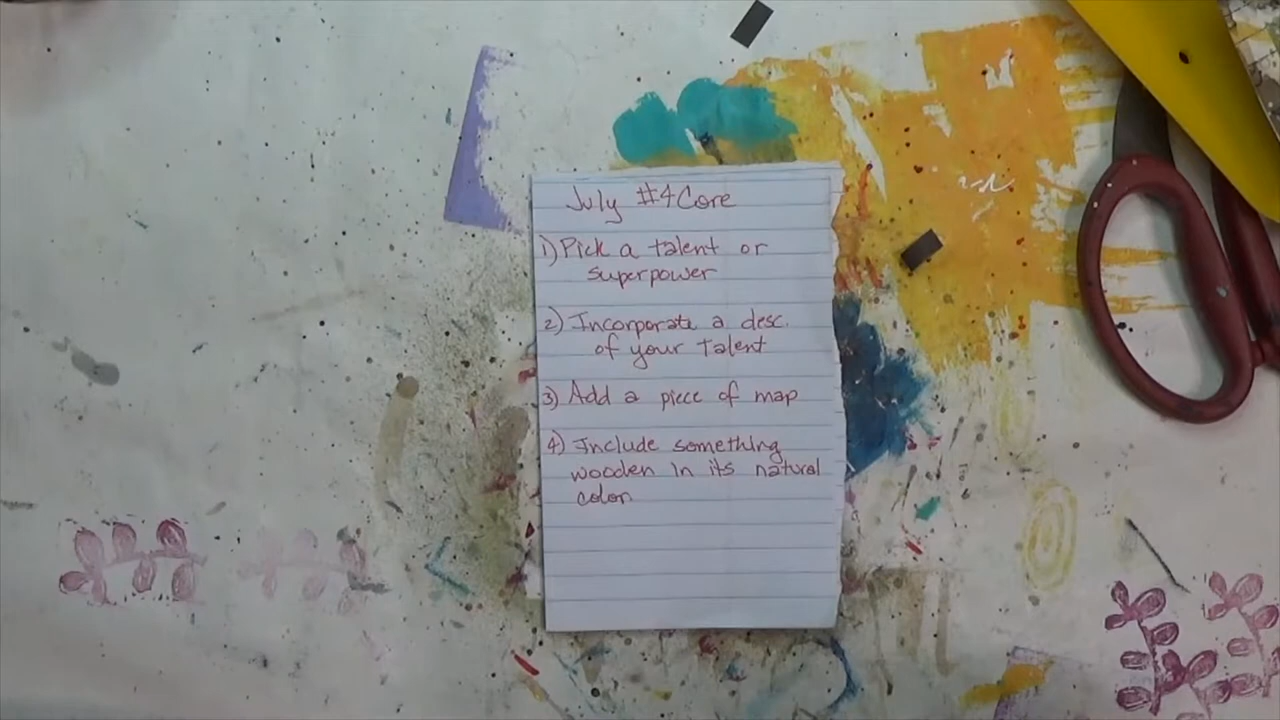 July #4Core
1) Pick a talent or
superpower
2) Incorporate a desc.
of your talent
3) Add a piece of map
4) Include something
wooden in its natural
color